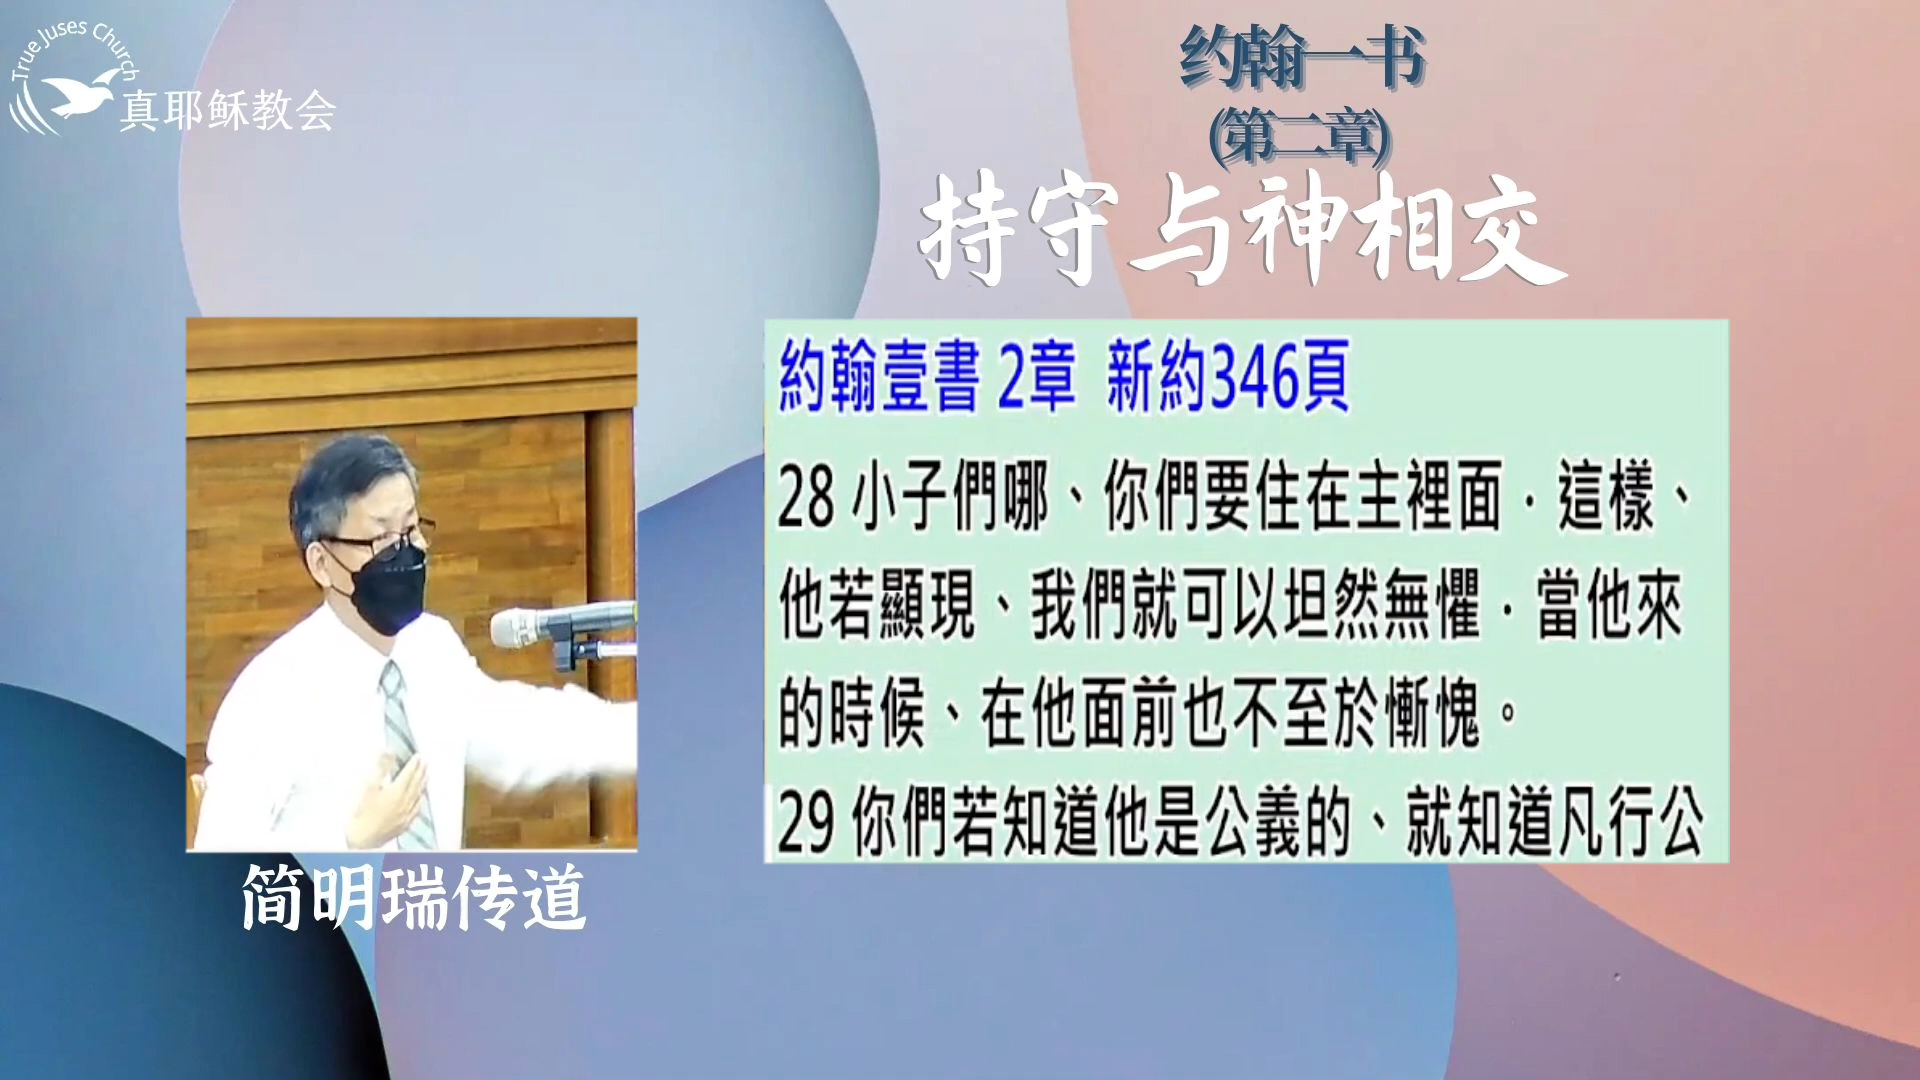 True Juses Church
真耶稣教会
约翰一书
(第二章)
持守与神相交
約翰壹書 2章 新約346頁
28 小子們哪、你們要住在主裡面．這樣、
他若顯現、我們就可以坦然無懼．當他來
的時候、在他面前也不至於慚愧。
29 你們若知道他是公義的、就知道凡行公
简明瑞传道